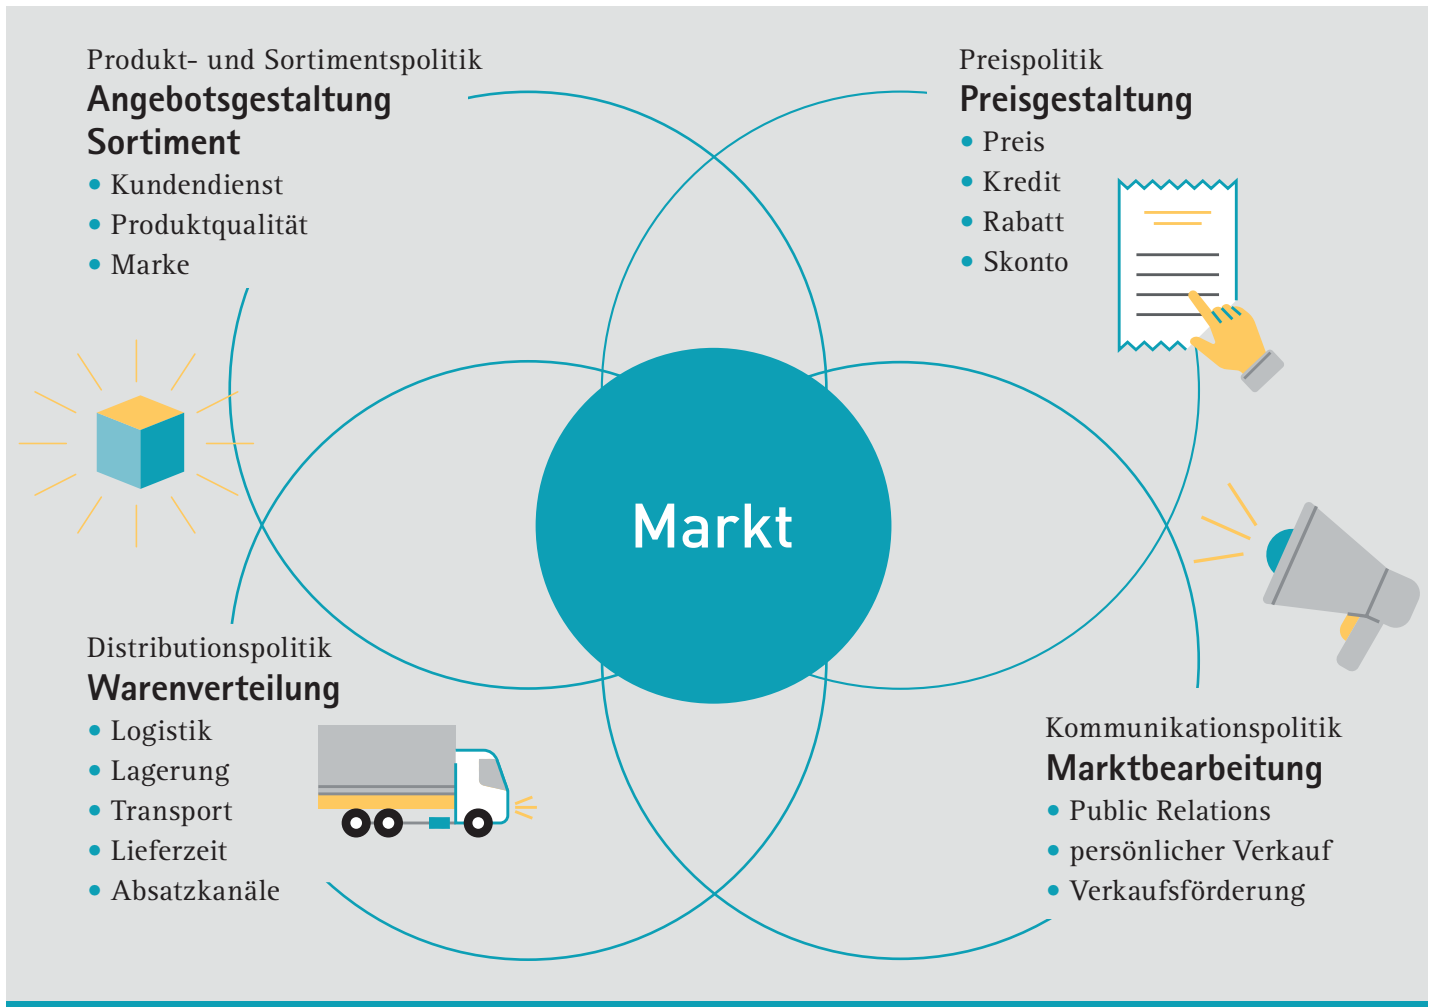 Produkt- und Sortimentspolitik
Angebotsgestaltung
Sortiment
• Kundendienst
• Produktqualität
• Marke
Preispolitik
Preisgestaltung
• Preis
• Kredit
• Rabatt
• Skonto
Markt
Distributionspolitik
Warenverteilung
• Logistik
• Lagerung
• Transport
• Lieferzeit
• Absatzkanäle
Kommunikationspolitik
Marktbearbeitung
• Public Relations
• persönlicher Verkauf
• Verkaufsförderung